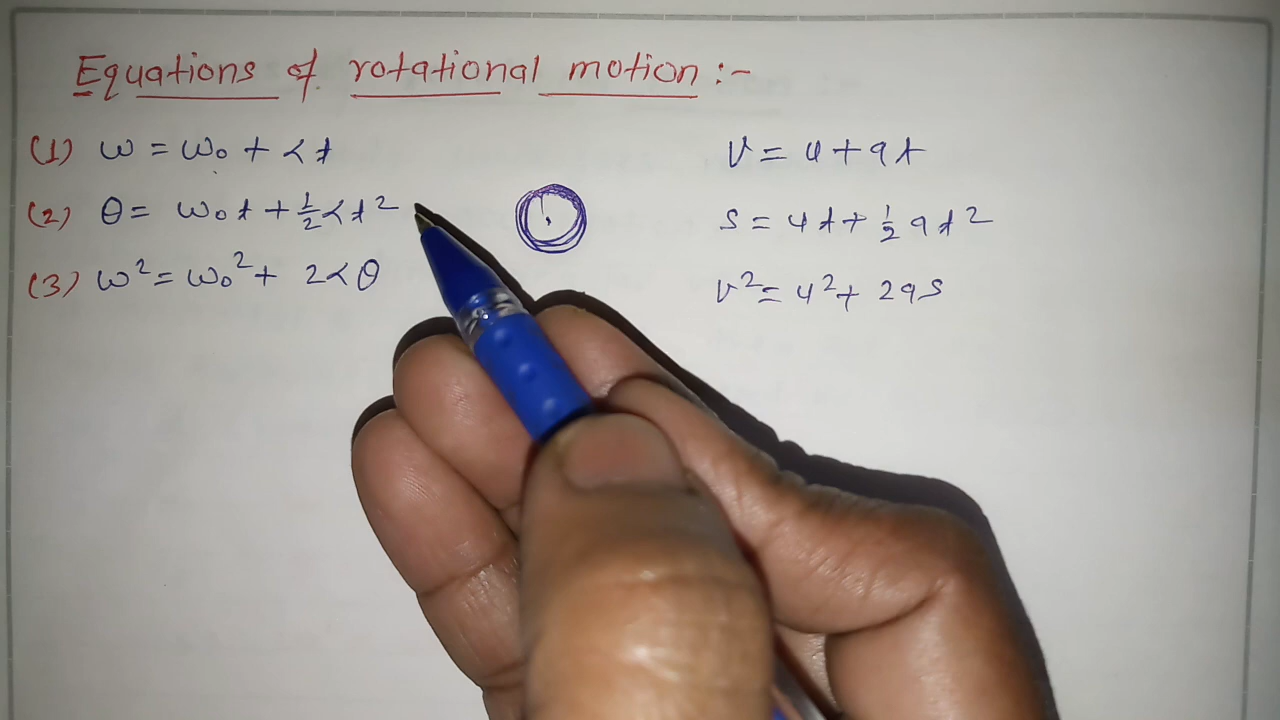 Equations of rotational motion :-
(1) ω = ω₀ + αt v = u + at
(2) θ = ω₀t + ½αt² s = ut + ½at²
(3) ω² = ω₀² + 2αθ v² = u² + 2as